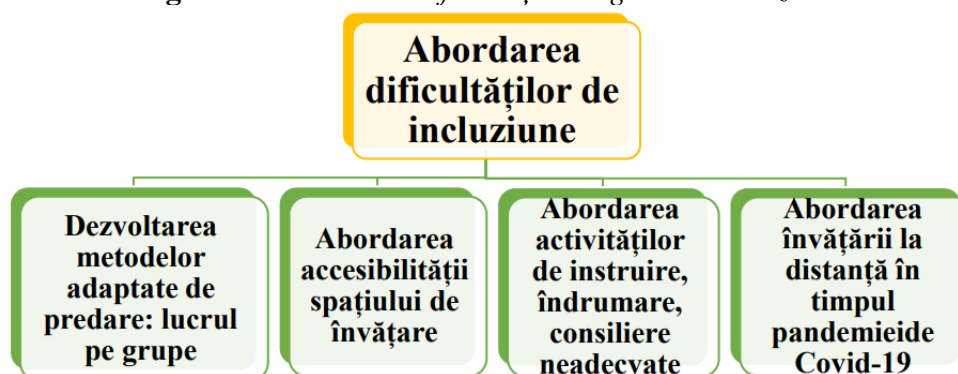 Abordarea
dificultăților de
incluziune
Dezvoltarea
metodelor
adaptate de
predare: lucrul
pe grupe
Abordarea
accesibilității
spațiului de
învățare
Abordarea
activităților
de instruire,
îndrumare,
consiliere
neadecvate
Abordarea
învățării la
distanță în
timpul
pandemieide
Covid-19